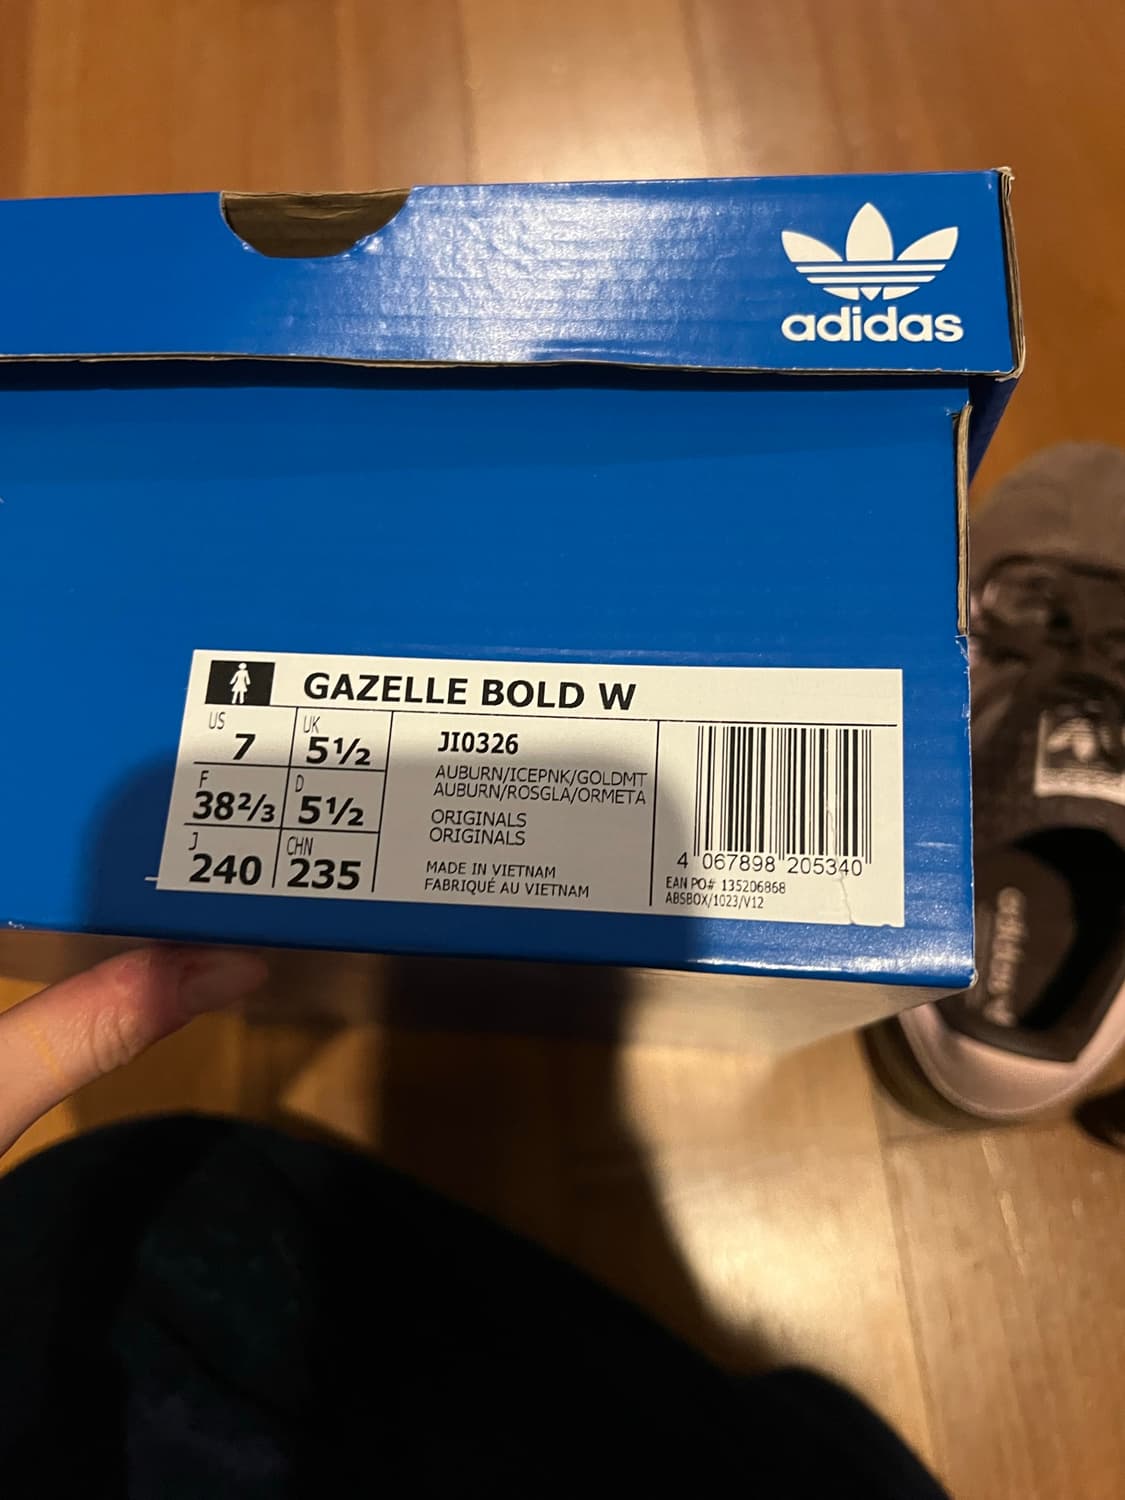 adidas
GAZELLE BOLD W
US 7
UK 5½
F 38⅔
D 5½
J 240
CHN 235
JI0326
AUBURN/ICEPNK/GOLDMT
AUBURN/ROSGLA/ORMETA
ORIGINALS
ORIGINALS
MADE IN VIETNAM
FABRIQUÉ AU VIETNAM
4 067898 205340
EAN PO# 135206868
ABSBOX/1023/V12